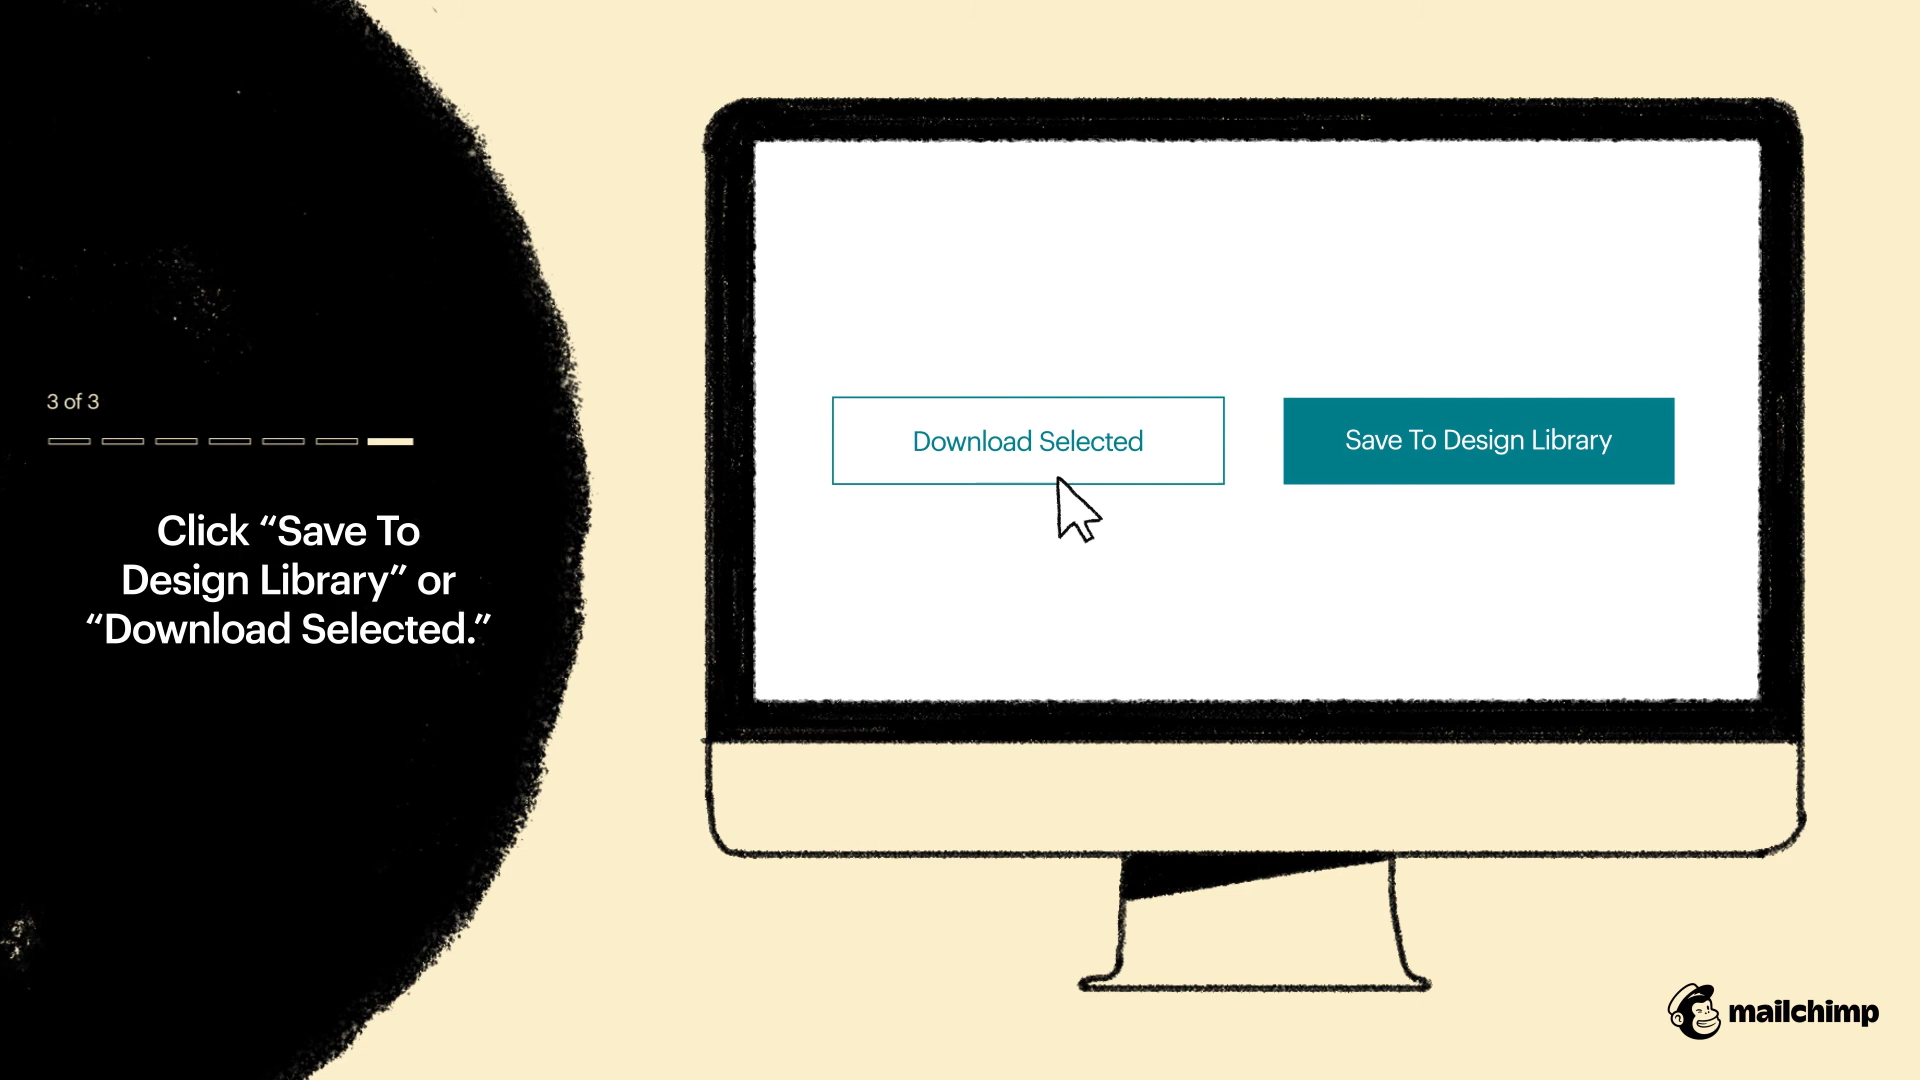 3 of 3
Click “Save To
Design Library” or
“Download Selected.”
Download Selected
Save To Design Library
mailchimp